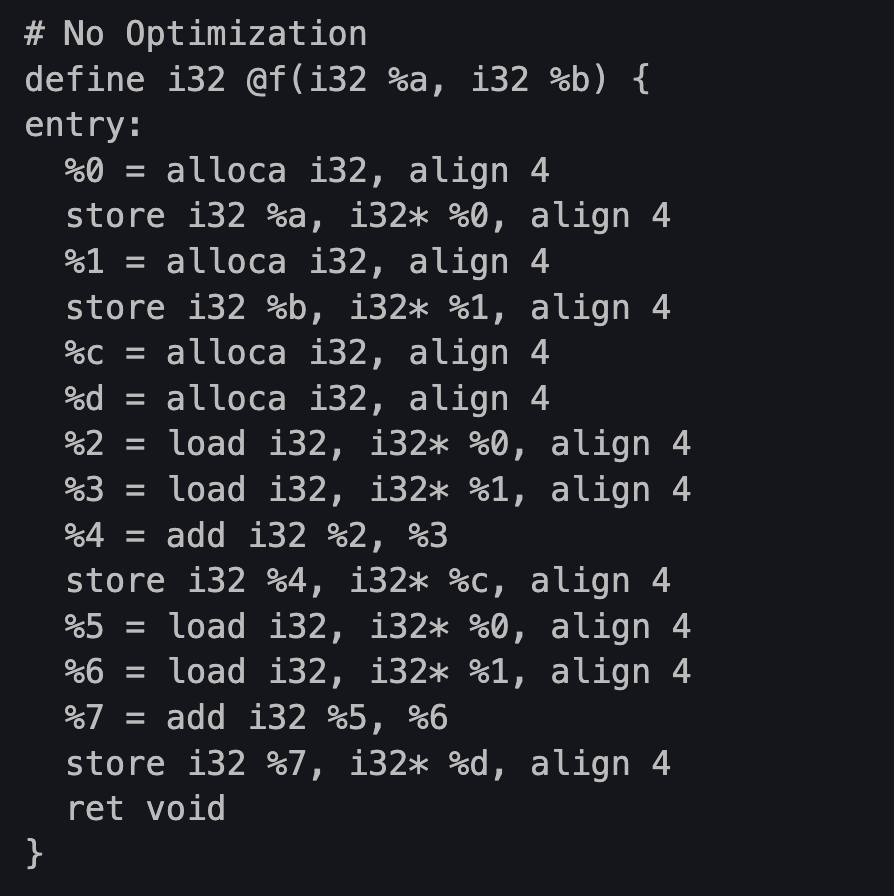 # No Optimization
define i32 @f(i32 %a, i32 %b) {
entry:
  %0 = alloca i32, align 4
  store i32 %a, i32* %0, align 4
  %1 = alloca i32, align 4
  store i32 %b, i32* %1, align 4
  %c = alloca i32, align 4
  %d = alloca i32, align 4
  %2 = load i32, i32* %0, align 4
  %3 = load i32, i32* %1, align 4
  %4 = add i32 %2, %3
  store i32 %4, i32* %c, align 4
  %5 = load i32, i32* %0, align 4
  %6 = load i32, i32* %1, align 4
  %7 = add i32 %5, %6
  store i32 %7, i32* %d, align 4
  ret void
}